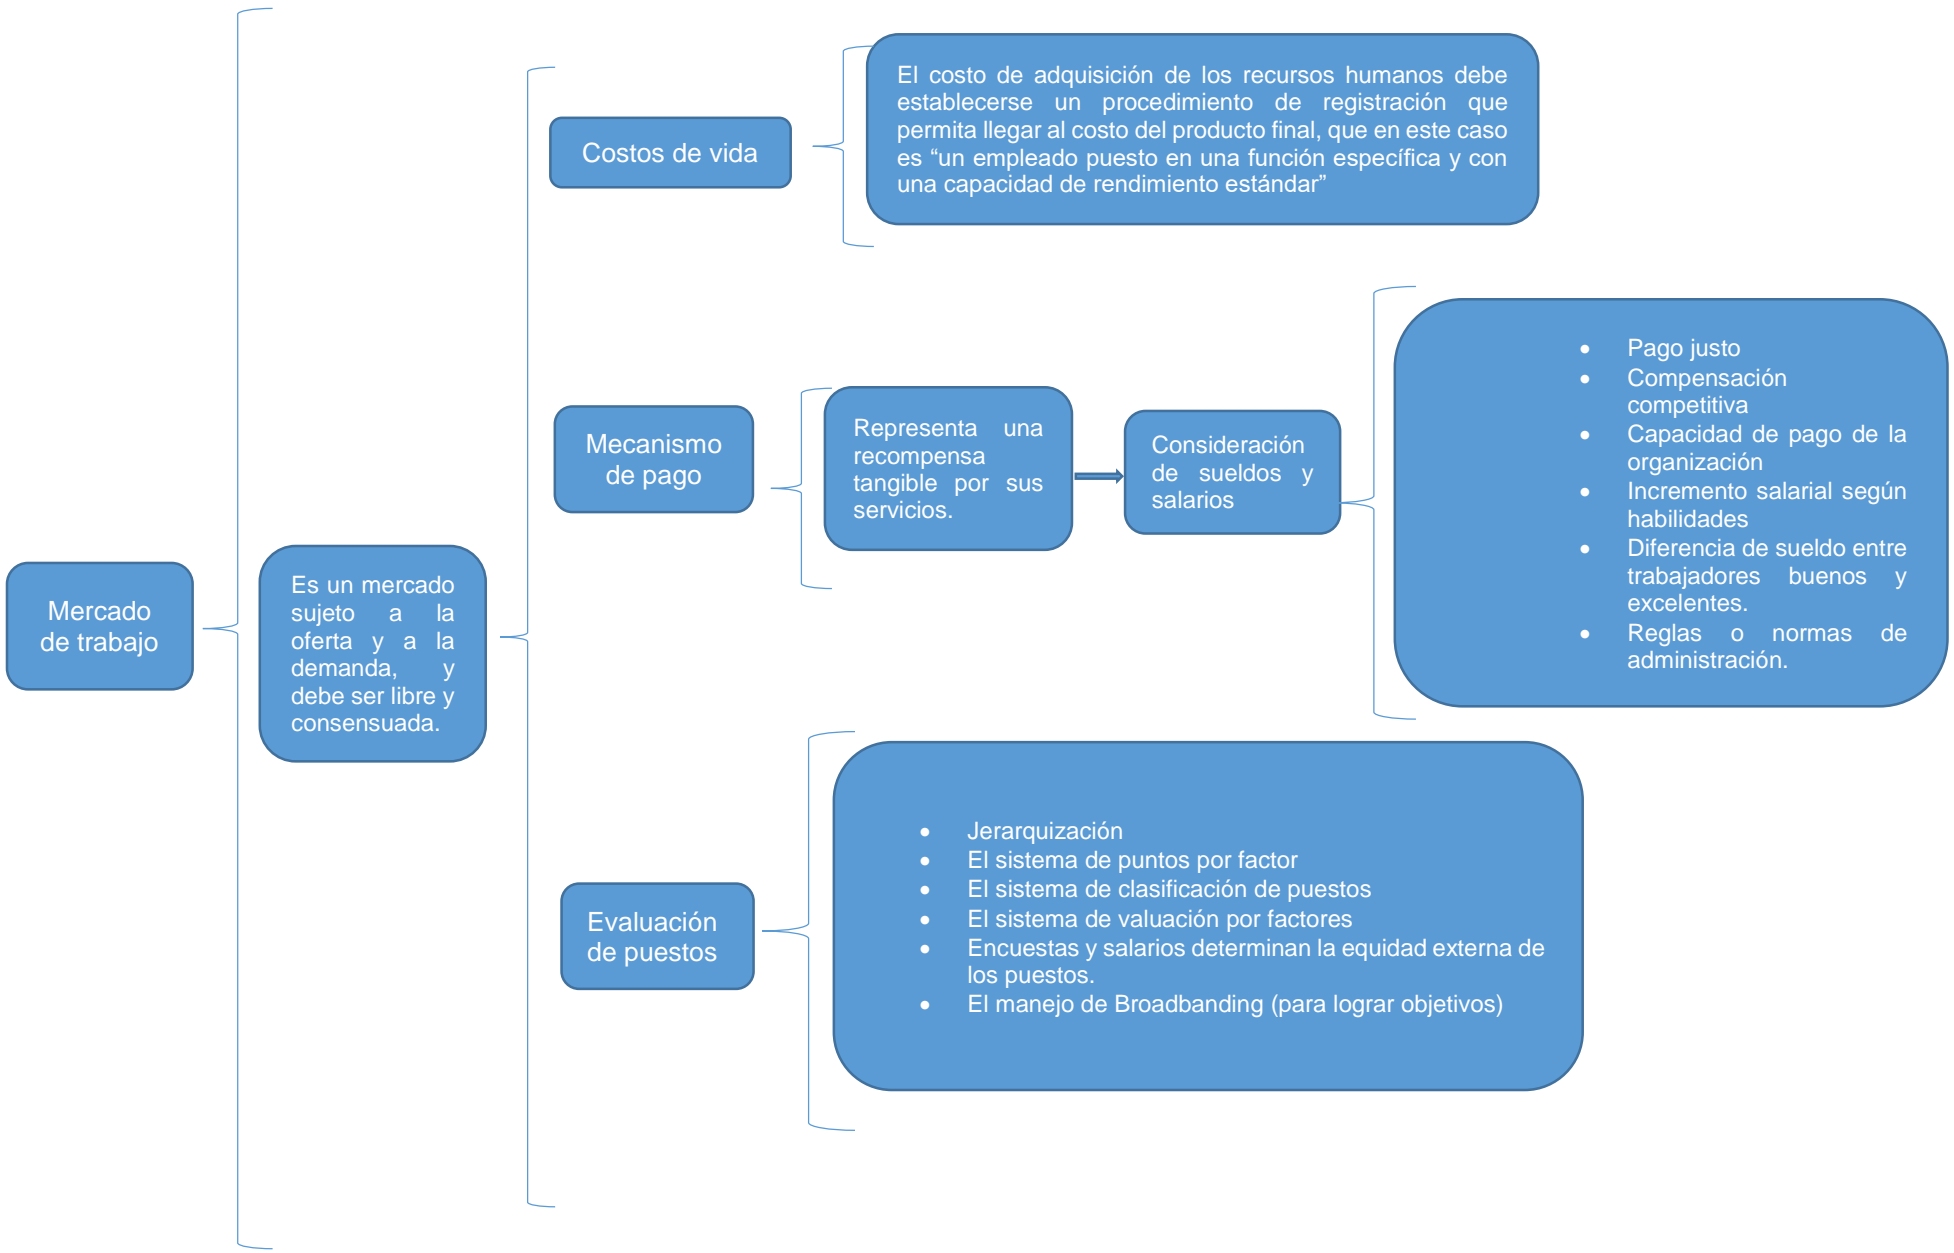 Mercado
de trabajo
Es un mercado
sujeto a la
oferta y a la
demanda, y
debe ser libre y
consensuada.
Costos de vida
El costo de adquisición de los recursos humanos debe
establecerse un procedimiento de registración que
permita llegar al costo del producto final, que en este caso
es “un empleado puesto en una función específica y con
una capacidad de rendimiento estándar”
Mecanismo
de pago
Representa una
recompensa
tangible por sus
servicios.
Consideración
de sueldos y
salarios
• Pago justo
• Compensación
competitiva
• Capacidad de pago de la
organización
• Incremento salarial según
habilidades
• Diferencia de sueldo entre
trabajadores buenos y
excelentes.
• Reglas o normas de
administración.
Evaluación
de puestos
• Jerarquización
• El sistema de puntos por factor
• El sistema de clasificación de puestos
• El sistema de valuación por factores
• Encuestas y salarios determinan la equidad externa de
los puestos.
• El manejo de Broadbanding (para lograr objetivos)